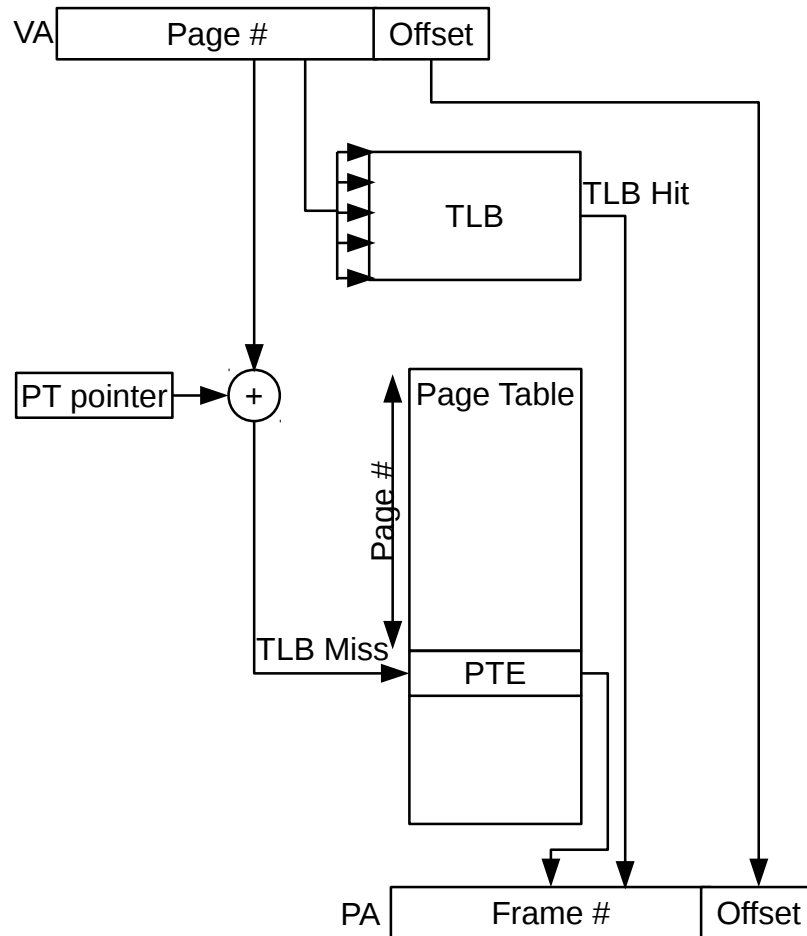 VA Page # Offset
TLB Hit
TLB
PT pointer + Page Table
Page #
TLB Miss
PTE
PA Frame # Offset